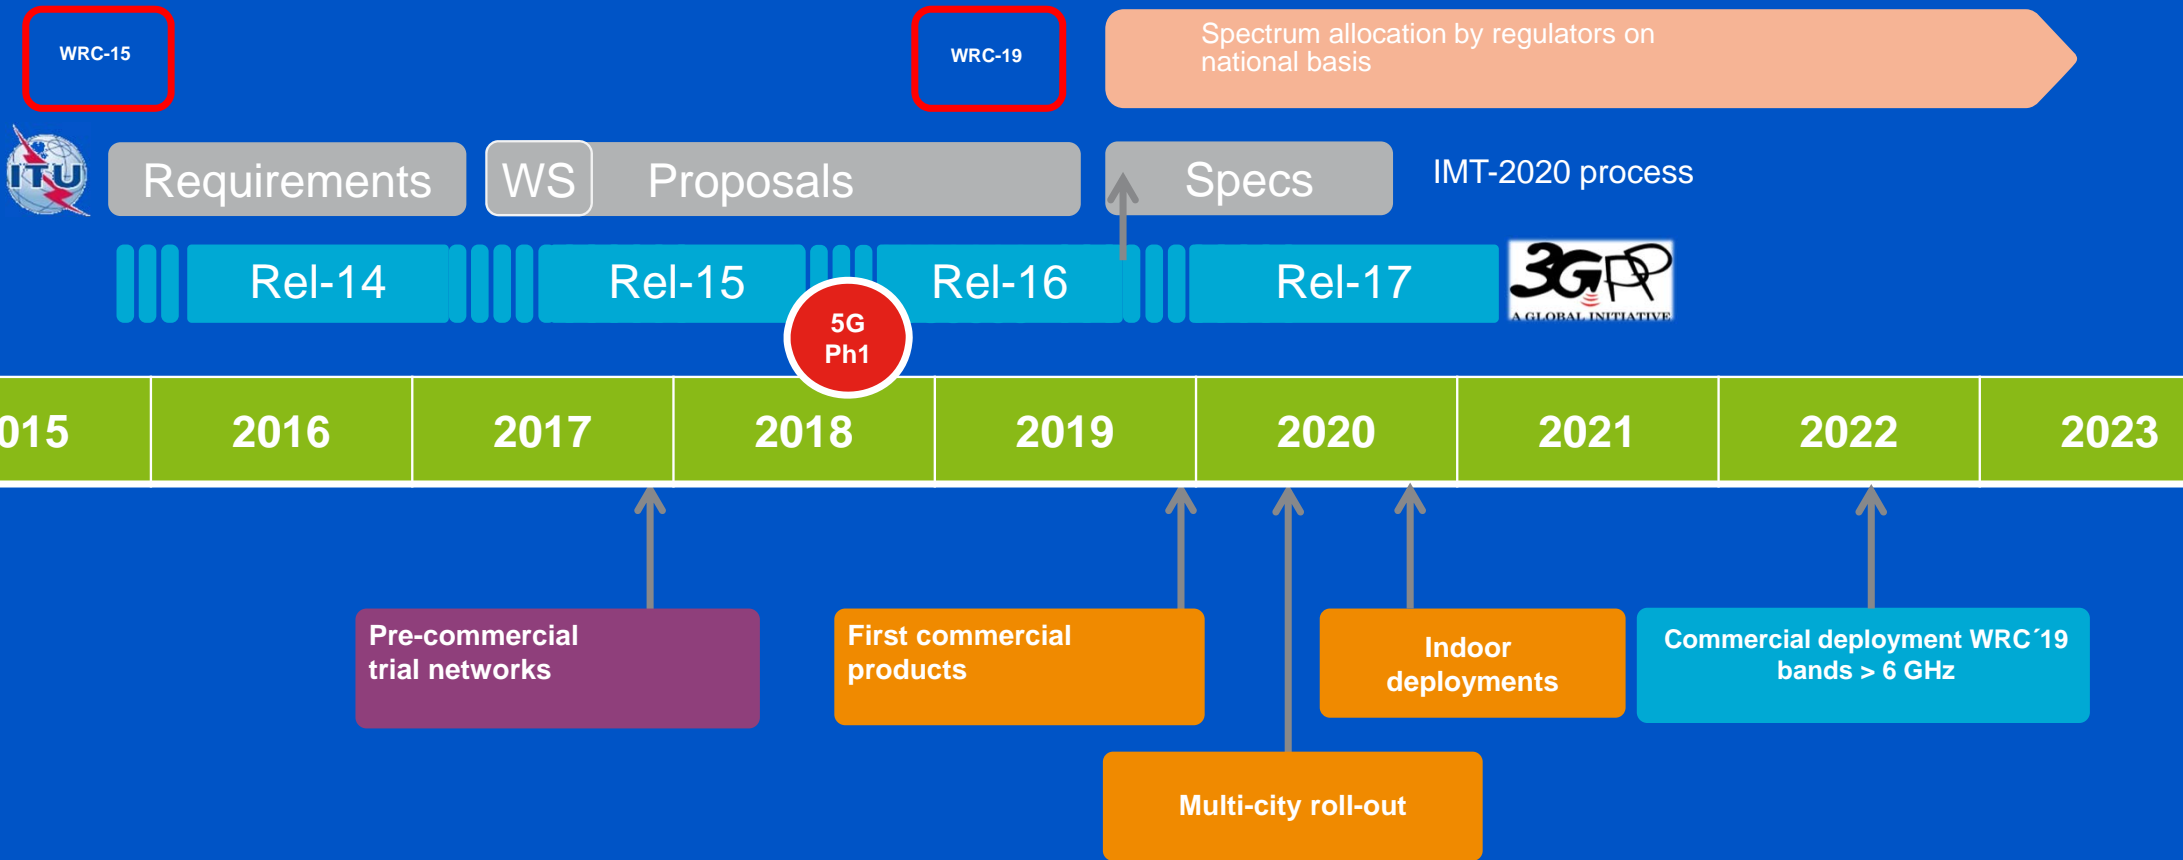 WRC-15
WRC-19
Spectrum allocation by regulators on
national basis
ITU
Requirements
WS
Proposals
Specs
IMT-2020 process
Rel-14
Rel-15
Rel-16
Rel-17
3GPP
A GLOBAL INITIATIVE
5G
Ph1
015
2016
2017
2018
2019
2020
2021
2022
2023
Pre-commercial
trial networks
First commercial
products
Indoor
deployments
Commercial deployment WRC´19
bands > 6 GHz
Multi-city roll-out